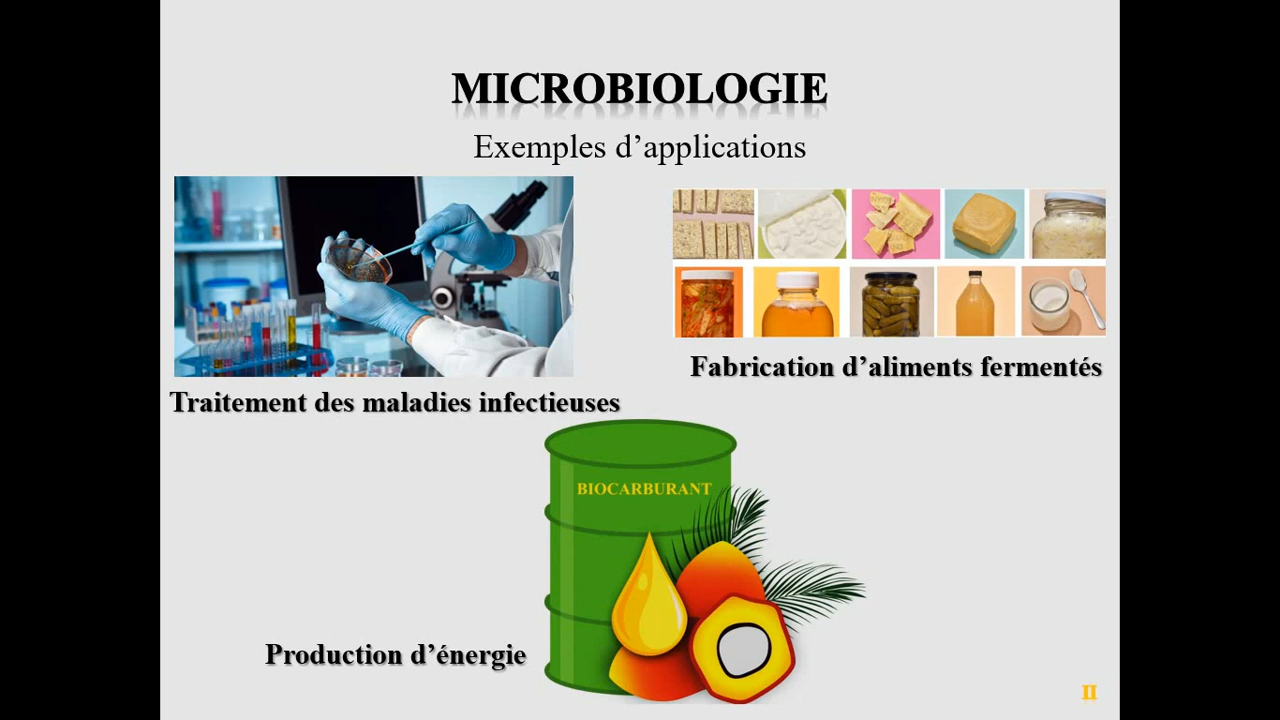 MICROBIOLOGIE
Exemples d’applications
Fabrication d’aliments fermentés
Traitement des maladies infectieuses
BIOCARBURANT
Production d’énergie
II